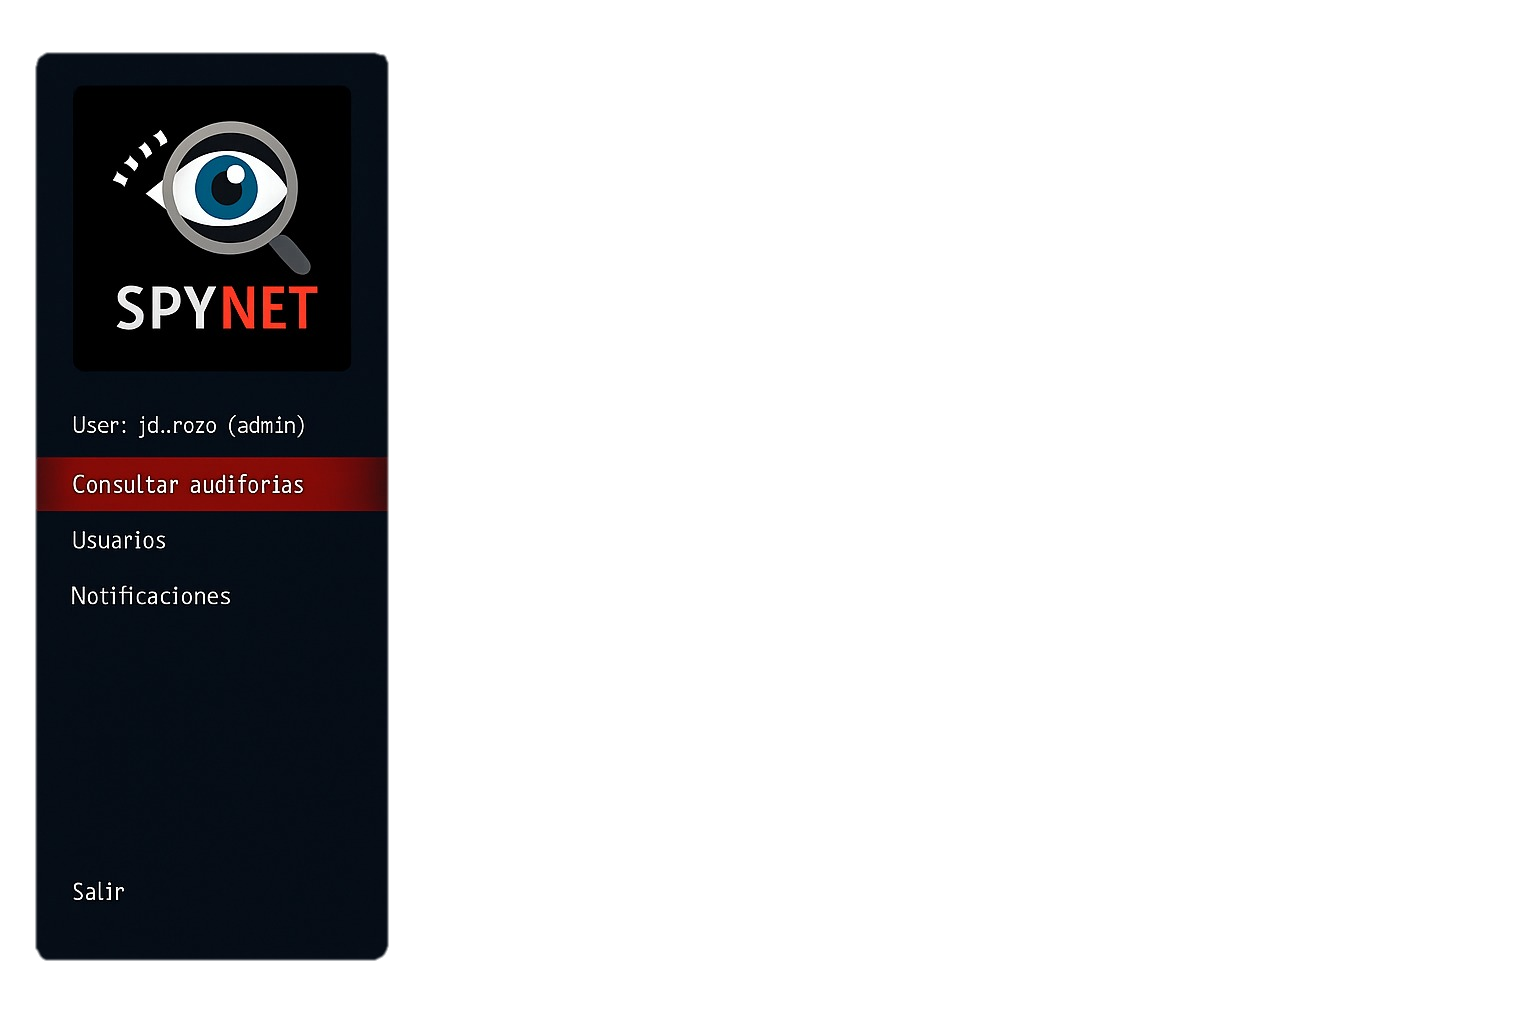 SPYNET
User: jd..rozo (admin)
Consultar audiforias
Usuarios
Notificaciones
Salir